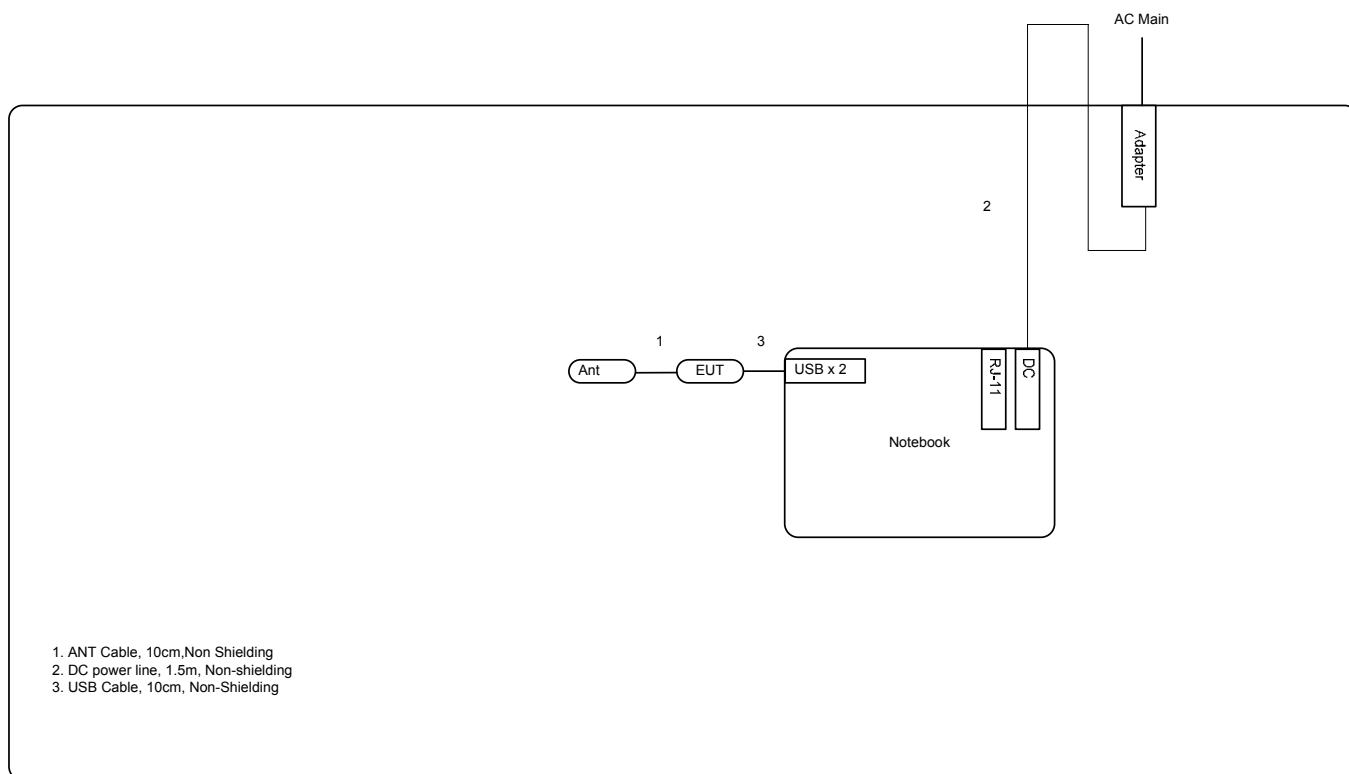 AC Main
Adapter
2
1
3
Ant
EUT
USB x 2
RJ-11
DC
Notebook
1. ANT Cable, 10cm,Non Shielding
2. DC power line, 1.5m, Non-shielding
3. USB Cable, 10cm, Non-Shielding